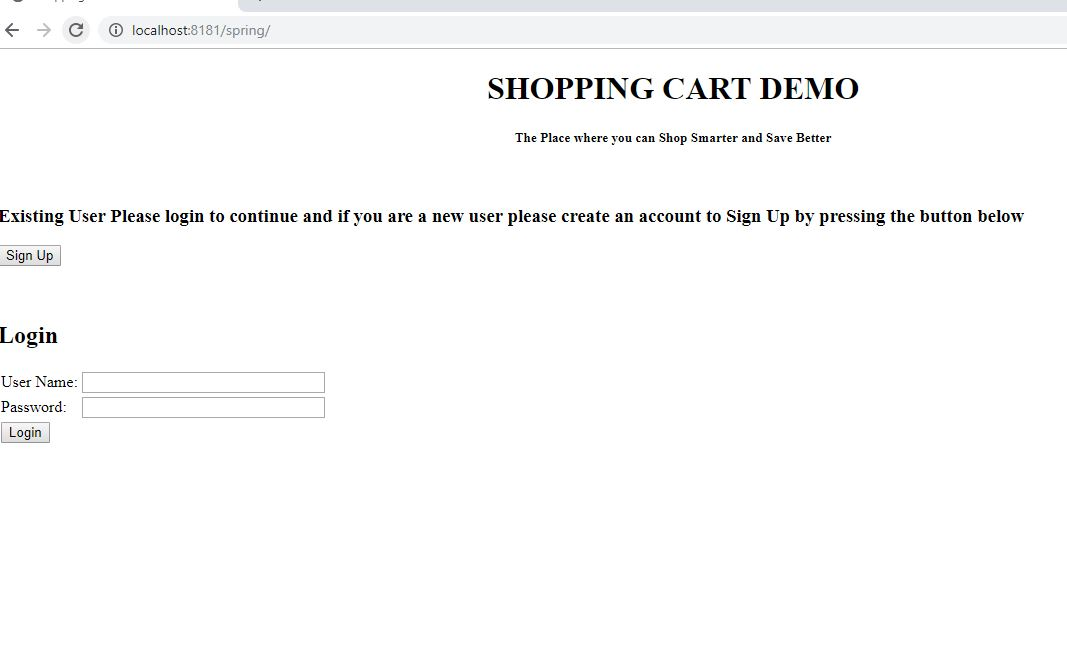 localhost:8181/spring/
SHOPPING CART DEMO
The Place where you can Shop Smarter and Save Better
Existing User Please login to continue and if you are a new user please create an account to Sign Up by pressing the button below
Sign Up
Login
User Name:
Password:
Login